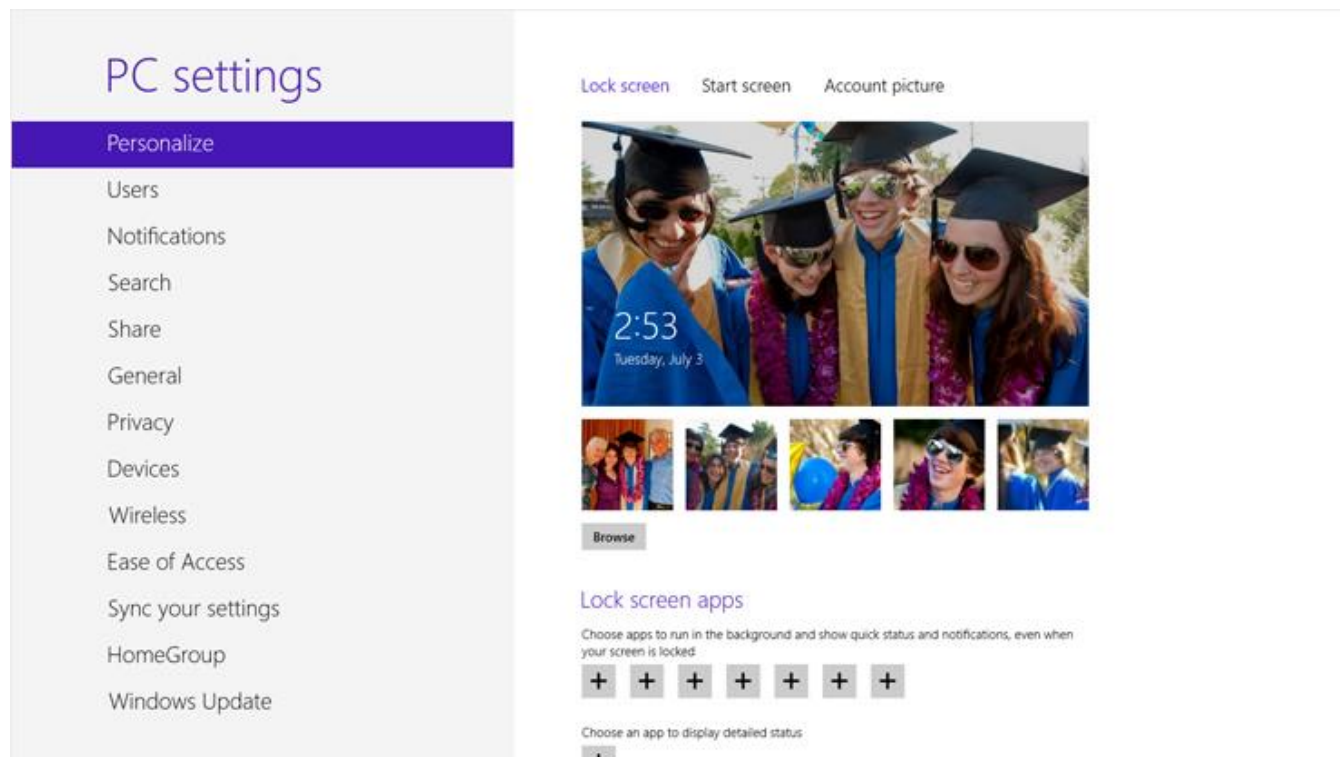 PC settings
Personalize
Users
Notifications
Search
Share
General
Privacy
Devices
Wireless
Ease of Access
Sync your settings
HomeGroup
Windows Update
Lock screen Start screen Account picture
2:53
Tuesday, July 3
Browse
Lock screen apps
Choose apps to run in the background and show quick status and notifications, even when
your screen is locked
+ + + + + + +
Choose an app to display detailed status